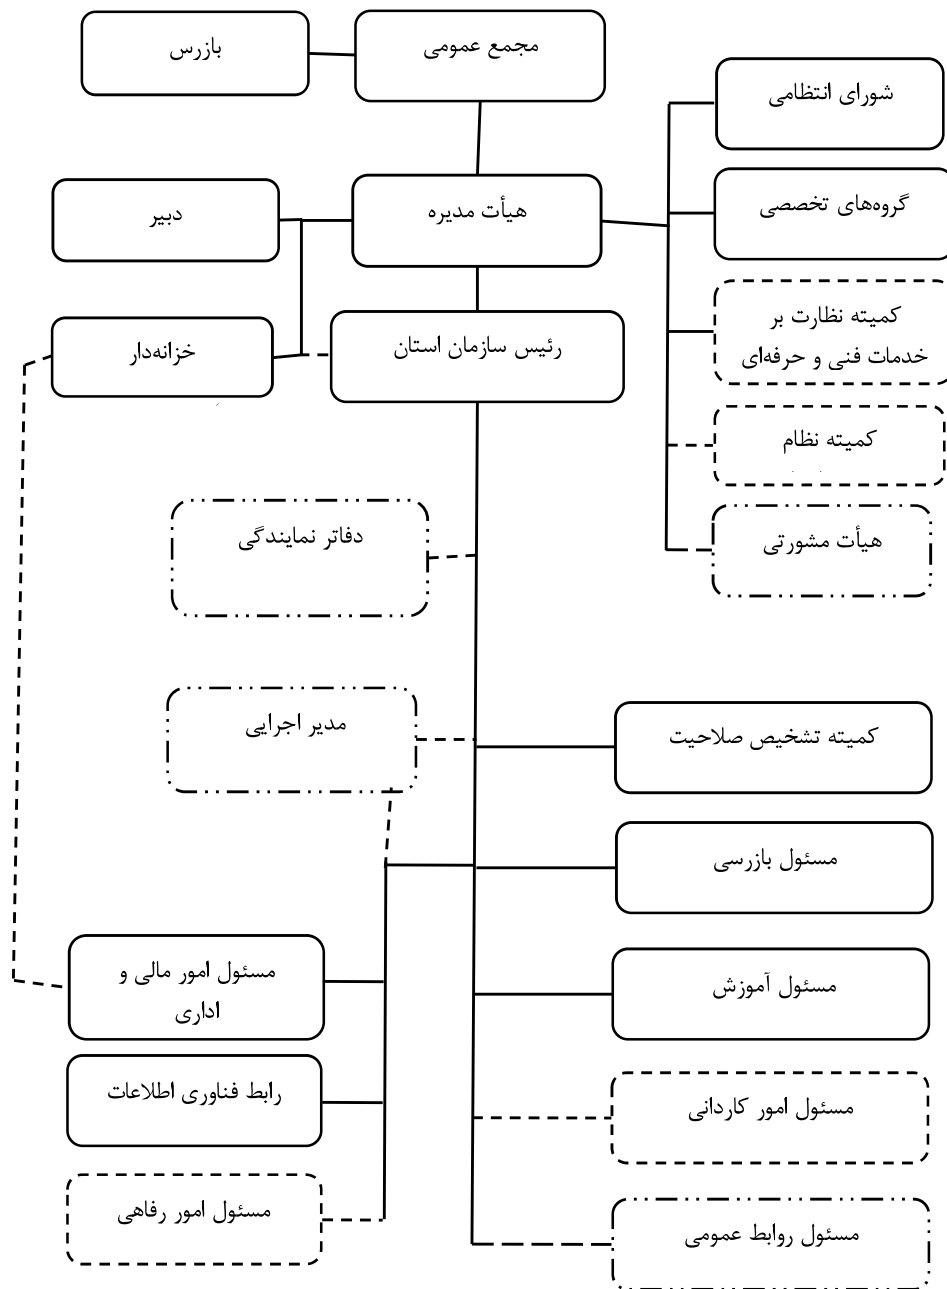 مجمع عمومی
بازرس
شورای انتظامی
گروه‌های تخصصی
هیأت مدیره
دبیر
کمیته نظارت بر
خدمات فنی و حرفه‌ای
رئیس سازمان استان
خزانه‌دار
کمیته نظام
هیأت مشورتی
دفاتر نمایندگی
مدیر اجرایی
کمیته تشخیص صلاحیت
مسئول بازرسی
مسئول آموزش
مسئول امور مالی و
اداری
رابط فناوری اطلاعات
مسئول امور کاردانی
مسئول امور رفاهی
مسئول روابط عمومی